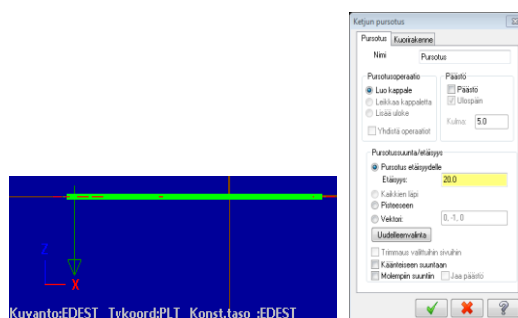 Z
X
Kuvanto:EDEST Tykoord:PLT Konst.taso :EDEST
Ketjun pursotus
Pursotus Kuorirakenne
Nimi Pursotus
Pursotusoperaatio
Luo kappale
Leikkaa kappaletta
Lisää uloke
Yhdistä operaatiot
Päästö
Päästö
Ulospäin
Kulma: 5.0
Pursotussuunta/etäisyys
Pursotus etäisyydelle
Etäisyys: 20.0
Kaikkien läpi
Pisteeseen
Vektori: 0, -1, 0
Uudelleenvalinta
Trimmaus valittuihin sivuihin
Käänteiseen suuntaan
Molempiin suuntiin Jaa päästö